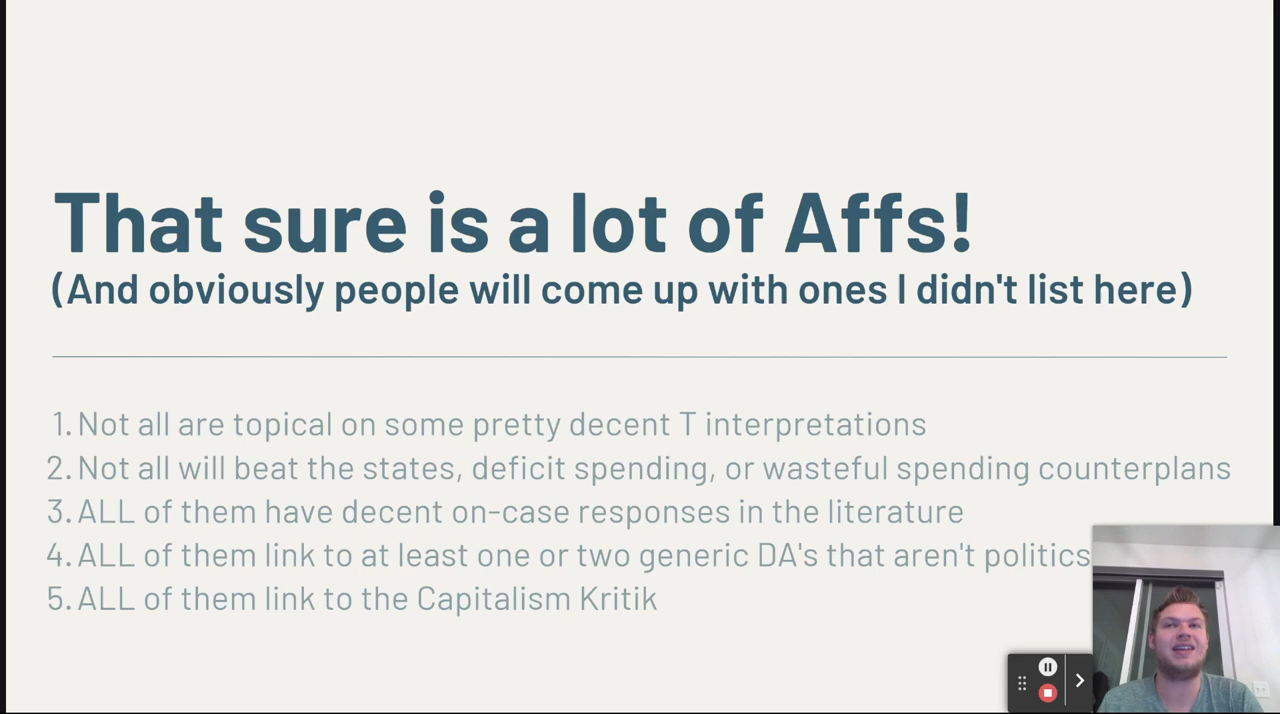 That sure is a lot of Affs!
(And obviously people will come up with ones I didn't list here)
1. Not all are topical on some pretty decent T interpretations
2. Not all will beat the states, deficit spending, or wasteful spending counterplans
3. ALL of them have decent on-case responses in the literature
4. ALL of them link to at least one or two generic DA's that aren't politics
5. ALL of them link to the Capitalism Kritik